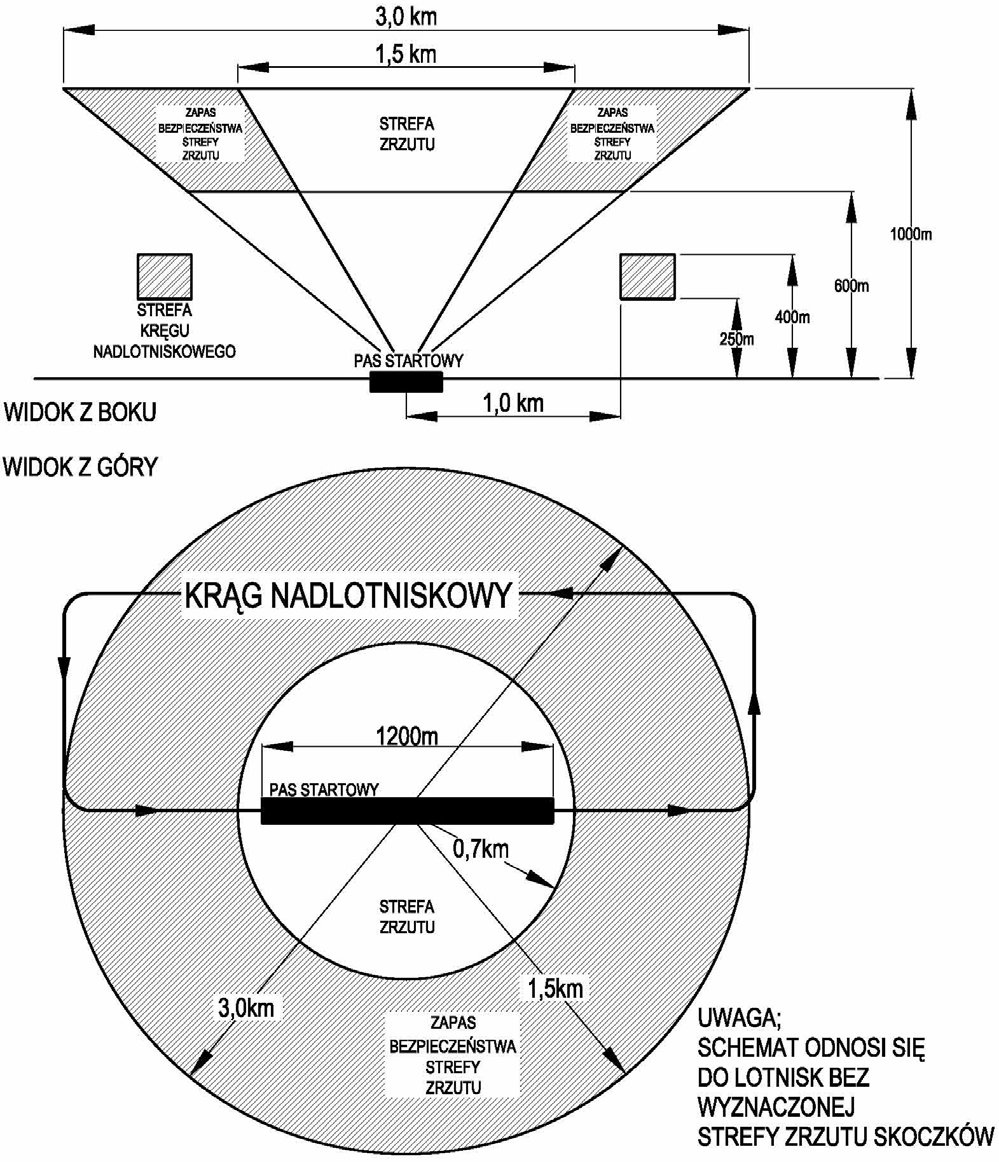 3,0 km
1,5 km
ZAPAS
BEZPIECZEŃSTWA
STREFY
ZRZUTU
STREFA
ZRZUTU
ZAPAS
BEZPIECZEŃSTWA
STREFY
ZRZUTU
1000m
600m
400m
250m
STREFA
KRĘGU
NADLOTNISKOWEGO
PAS STARTOWY
1,0 km
WIDOK Z BOKU
WIDOK Z GÓRY
KRĄG NADLOTNISKOWY
1200m
PAS STARTOWY
0,7km
STREFA
ZRZUTU
3,0km
1,5km
ZAPAS
BEZPIECZEŃSTWA
STREFY
ZRZUTU
UWAGA;
SCHEMAT ODNOSI SIĘ
DO LOTNISK BEZ
WYZNACZONEJ
STREFY ZRZUTU SKOCZKÓW